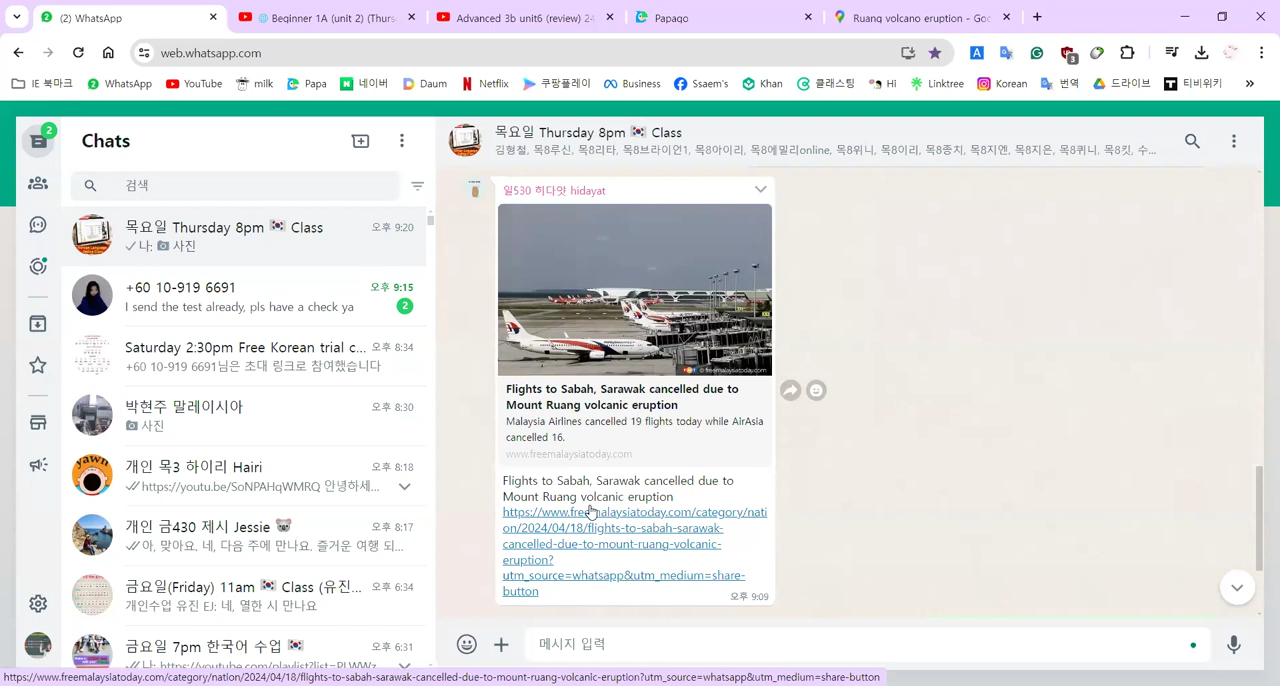 (2) WhatsApp
Beginner 1A (unit 2) (Thurs
Advanced 3b unit6 (review) 24
Papago
Ruang volcano eruption - Goo
web.whatsapp.com
IE 북마크
WhatsApp
YouTube
milk
Papa
네이버
Daum
Netflix
쿠팡플레이
Business
Ssaem's
Khan
클래스팅
Hi
Linktree
Korean
번역
드라이브
티비위키
2
Chats
검색
목요일 Thursday 8pm 🇰🇷 Class
오후 9:20
나: 사진
+60 10-919 6691
오후 9:15
I send the test already, pls have a check ya
2
Saturday 2:30pm Free Korean trial c...
오후 8:34
+60 10-919 6691님은 초대 링크로 참여했습니다
박현주 말레이시아
오후 8:30
사진
개인 목3 하이리 Hairi
오후 8:18
https://youtu.be/SoNPAHqWMRQ 안녕하세...
개인 금430 제시 Jessie 🐨
오후 8:17
아, 맞아요. 네, 다음 주에 만나요. 즐거운 여행 되...
금요일(Friday) 11am 🇰🇷 Class (유진...
오후 6:34
개인수업 유진 EJ: 네, 열한 시 만나요
금요일 7pm 한국어 수업 🇰🇷
오후 6:31
나: https://youtube.com/playlist?list=PLWWz
목요일 Thursday 8pm 🇰🇷 Class
김형철, 목8루신, 목8리타, 목8브라이언1, 목8아이리, 목8에밀리online, 목8위니, 목8이리, 목8종치, 목8지엔, 목8지은, 목8퀴니, 목8킷, 수...
일530 히다얏 hidayat
freemalaysiatoday.com
Flights to Sabah, Sarawak cancelled due to
Mount Ruang volcanic eruption
Malaysia Airlines cancelled 19 flights today while AirAsia
cancelled 16.
www.freemalaysiatoday.com
Flights to Sabah, Sarawak cancelled due to
Mount Ruang volcanic eruption
https://www.freemalaysiatoday.com/category/nati
on/2024/04/18/flights-to-sabah-sarawak-
cancelled-due-to-mount-ruang-volcanic-
eruption?
utm_source=whatsapp&utm_medium=share-
button
오후 9:09
메시지 입력
https://www.freemalaysiatoday.com/category/nation/2024/04/18/flights-to-sabah-sarawak-cancelled-due-to-mount-ruang-volcanic-eruption?utm_source=whatsapp&utm_medium=share-button